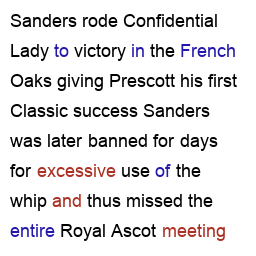 Sanders rode Confidential
Lady to victory in the French
Oaks giving Prescott his first
Classic success Sanders
was later banned for days
for excessive use of the
whip and thus missed the
entire Royal Ascot meeting